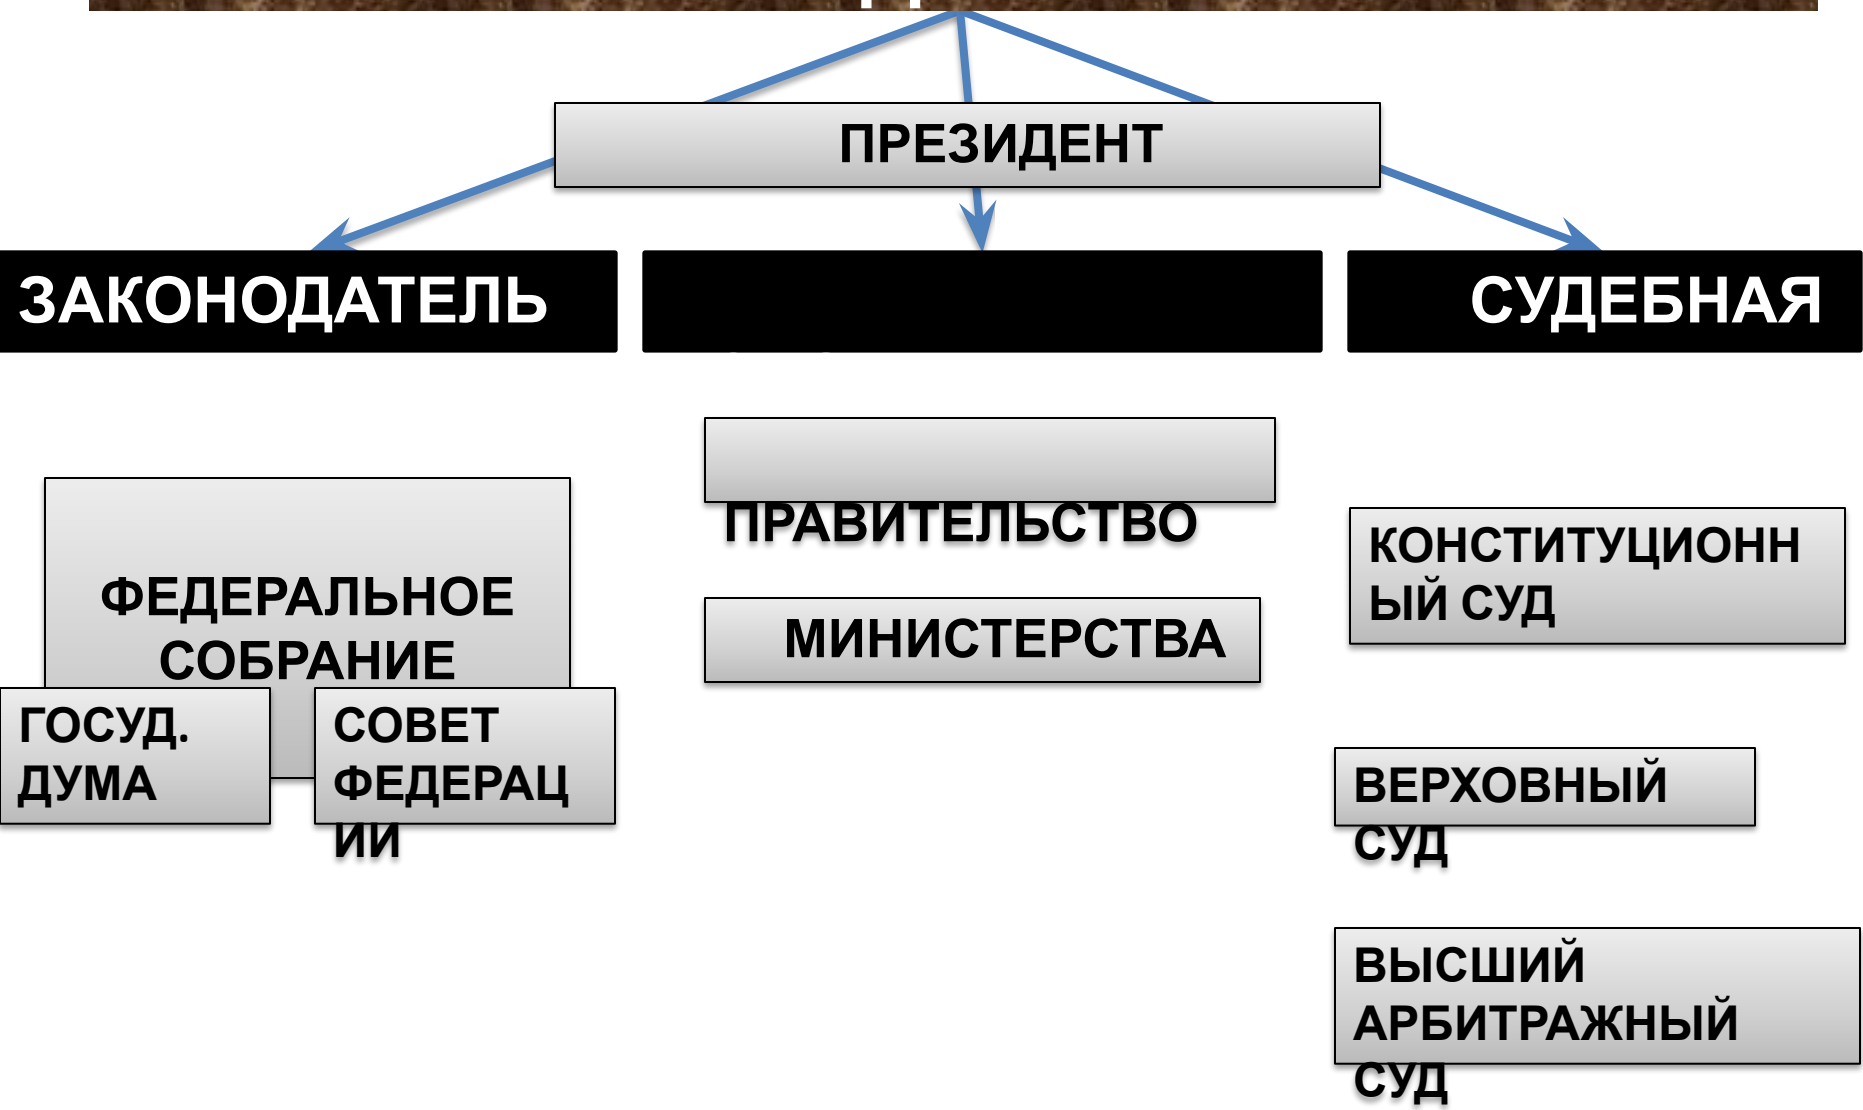 ПРЕЗИДЕНТ
ЗАКОНОДАТЕЛЬ
СУДЕБНАЯ
ПРАВИТЕЛЬСТВО
МИНИСТЕРСТВА
ФЕДЕРАЛЬНОЕ
СОБРАНИЕ
ГОСУД.
ДУМА
СОВЕТ
ФЕДЕРАЦ
ИИ
КОНСТИТУЦИОНН
ЫЙ СУД
ВЕРХОВНЫЙ
СУД
ВЫСШИЙ
АРБИТРАЖНЫЙ
СУД